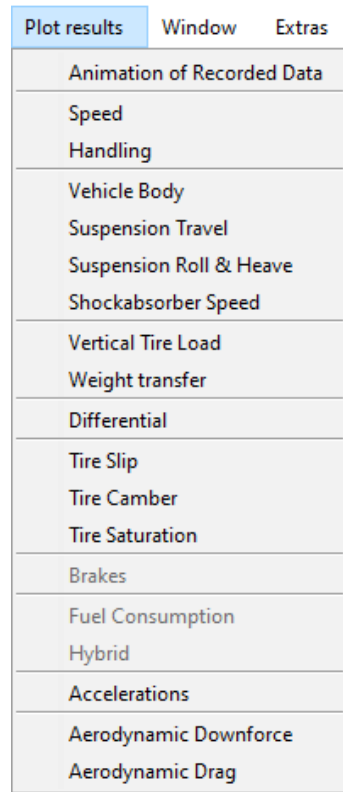 Plot results Window Extras
Animation of Recorded Data
Speed
Handling
Vehicle Body
Suspension Travel
Suspension Roll & Heave
Shockabsorber Speed
Vertical Tire Load
Weight transfer
Differential
Tire Slip
Tire Camber
Tire Saturation
Brakes
Fuel Consumption
Hybrid
Accelerations
Aerodynamic Downforce
Aerodynamic Drag